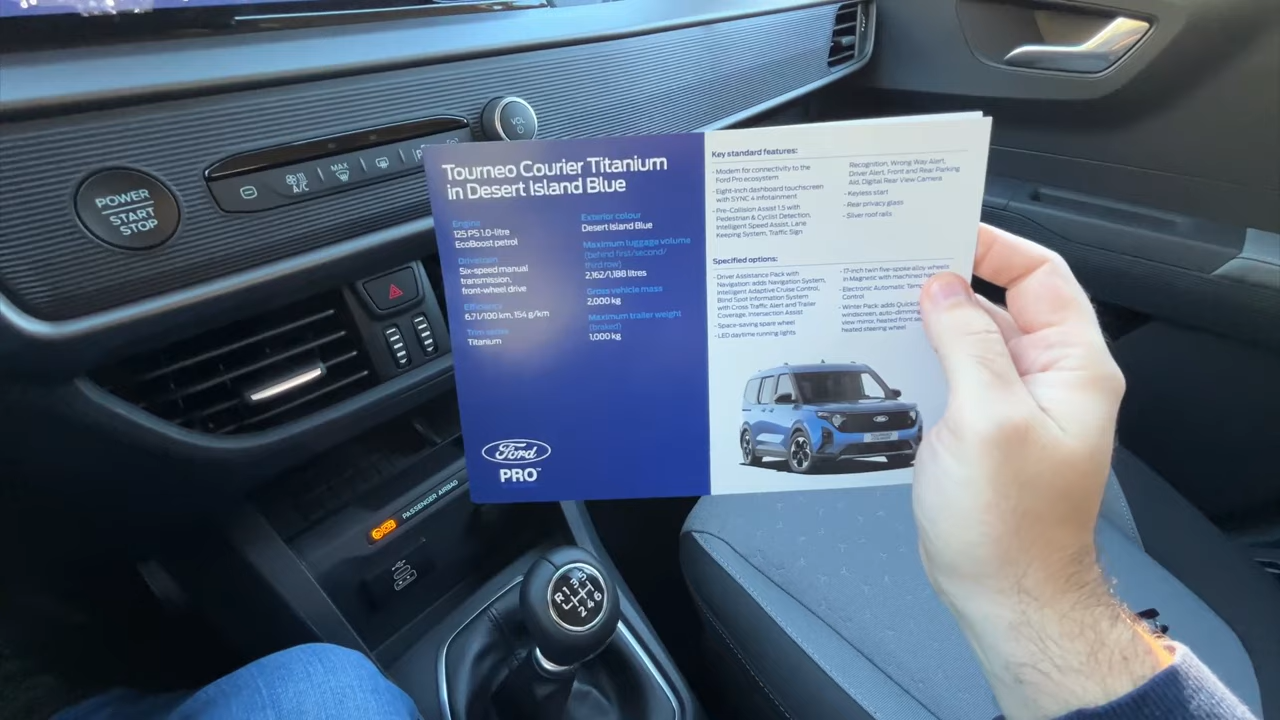 VOL
POWER
START
STOP
A/C
MAX
Tourneo Courier Titanium
in Desert Island Blue
Engine
125 PS 1.0-litre
EcoBoost petrol
Drivetrain
Six-speed manual
transmission,
front-wheel drive
Efficiency
6.7 l/100 km, 154 g/km
Trim series
Titanium
Exterior colour
Desert Island Blue
Maximum luggage volume
(behind first/second/
third row)
2,162/1,188 litres
Gross vehicle mass
2,000 kg
Maximum trailer weight
(braked)
1,000 kg
Ford
PRO™
Key standard features:
- Modem for connectivity to the
Ford Pro ecosystem
- Eight-inch dashboard touchscreen
with SYNC 4 infotainment
- Pre-Collision Assist 1.5 with
Pedestrian & Cyclist Detection,
Intelligent Speed Assist, Lane
Keeping System, Traffic Sign
Recognition, Wrong Way Alert,
Driver Alert, Front and Rear Parking
Aid, Digital Rear View Camera
- Keyless start
- Rear privacy glass
- Silver roof rails
Specified options:
- Driver Assistance Pack with
Navigation: adds Navigation System,
Intelligent Adaptive Cruise Control,
Blind Spot Information System
with Cross Traffic Alert and Trailer
Coverage, Intersection Assist
- Space-saving spare wheel
- LED daytime running lights
- 17-inch twin five-spoke alloy wheels
in Magnetic with machined
- Electronic Automatic
Control
- Winter Pack: adds
windscreen, auto-dimming
view mirror, heated front
heated steering wheel
Ford
PASSENGER AIRBAG
OFF
R 1 3 5
2 4 6